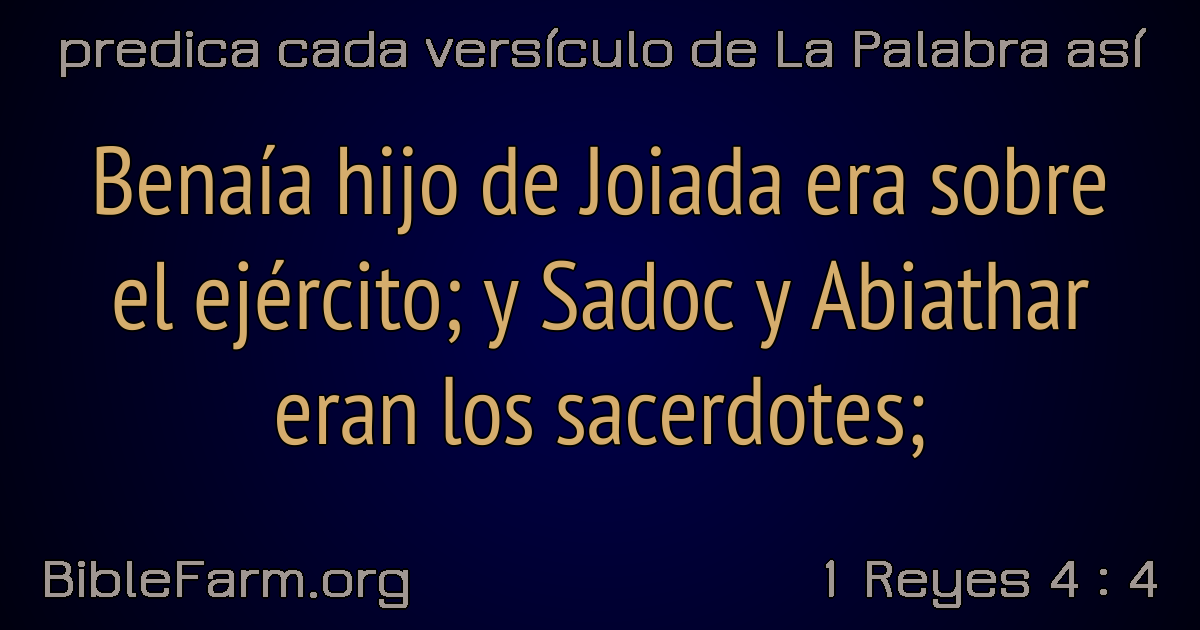 predica cada versículo de La Palabra así
Benaía hijo de Joiada era sobre
el ejército; y Sadoc y Abiathar
eran los sacerdotes;
BibleFarm.org
1 Reyes 4 : 4